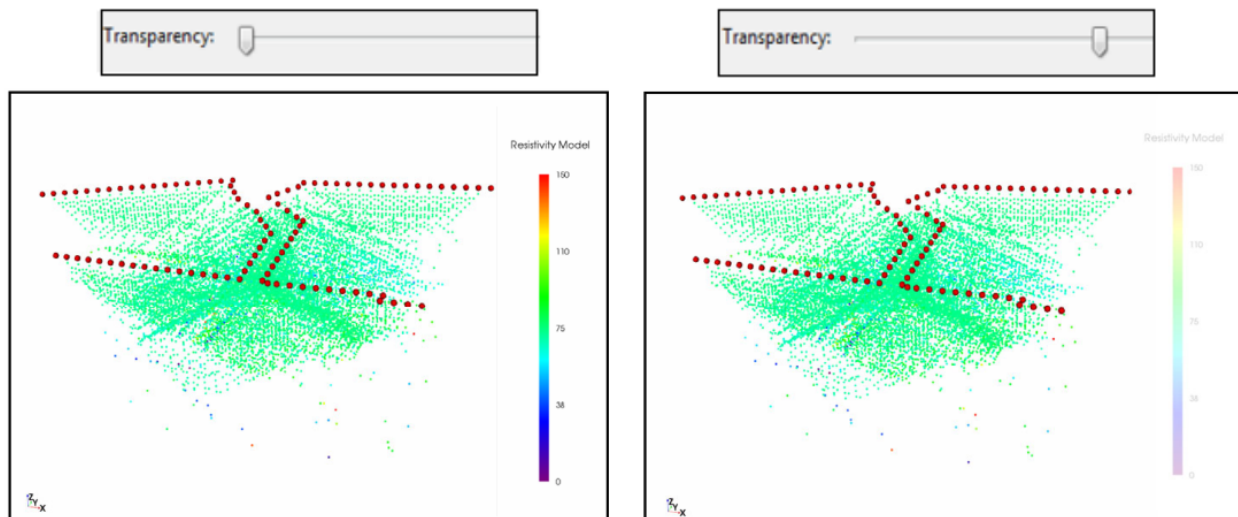 Transparency:
Transparency:
Resistivity Model
150
110
75
38
0
Z
Y
X
Resistivity Model
150
110
75
38
0
Z
Y
X